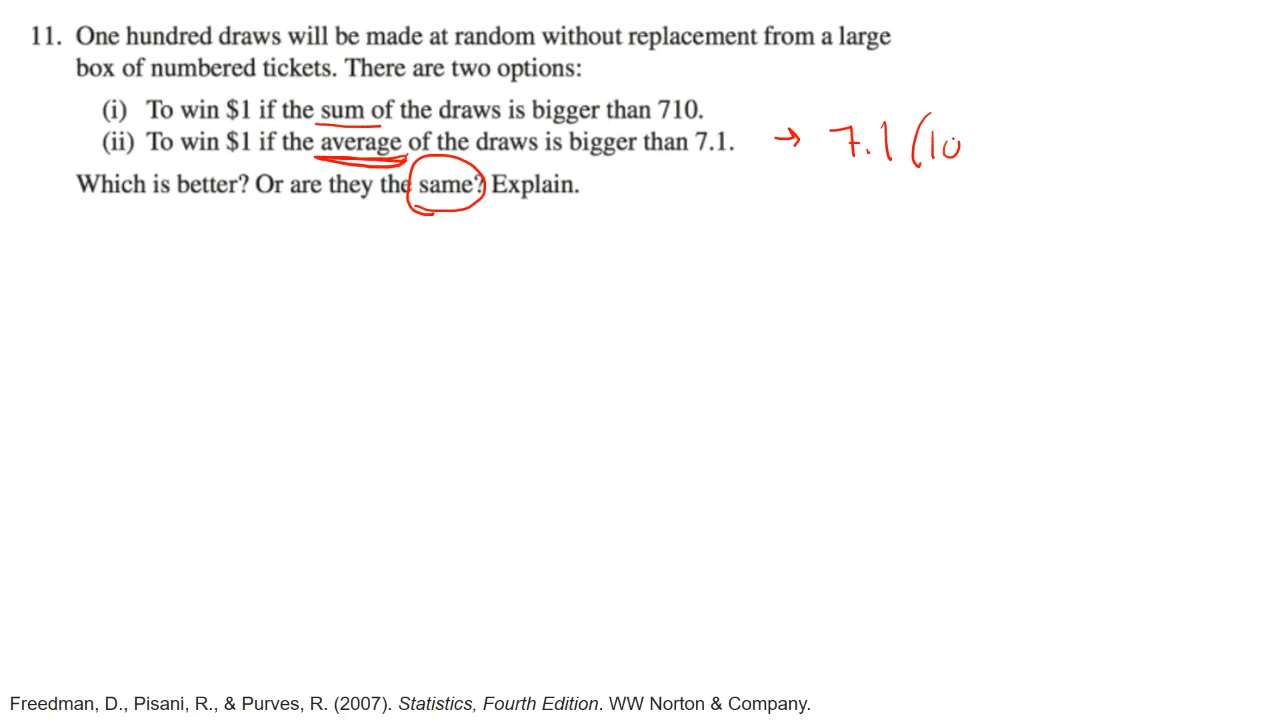 11. One hundred draws will be made at random without replacement from a large
box of numbered tickets. There are two options:
(i) To win $1 if the sum of the draws is bigger than 710.
(ii) To win $1 if the average of the draws is bigger than 7.1. → 7.1 (10
Which is better? Or are they the same? Explain.
Freedman, D., Pisani, R., & Purves, R. (2007). Statistics, Fourth Edition. WW Norton & Company.